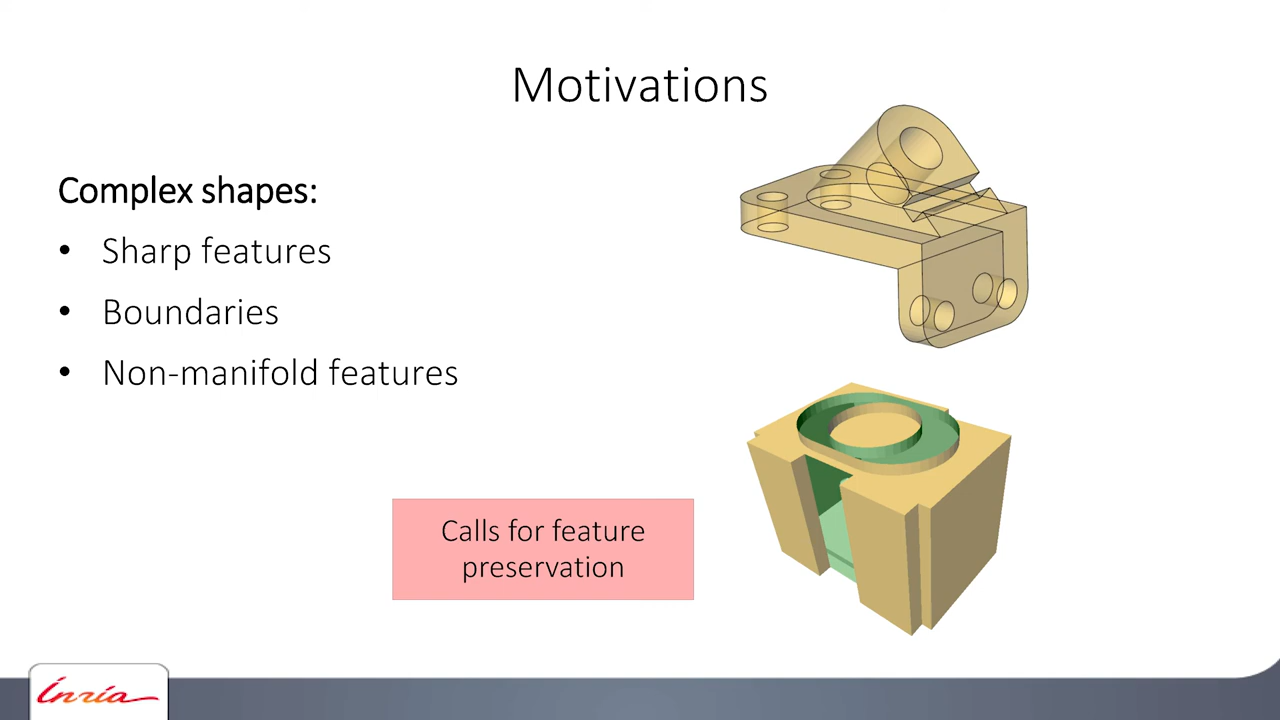 Motivations
Complex shapes:
• Sharp features
• Boundaries
• Non-manifold features
Calls for feature
preservation
Inria